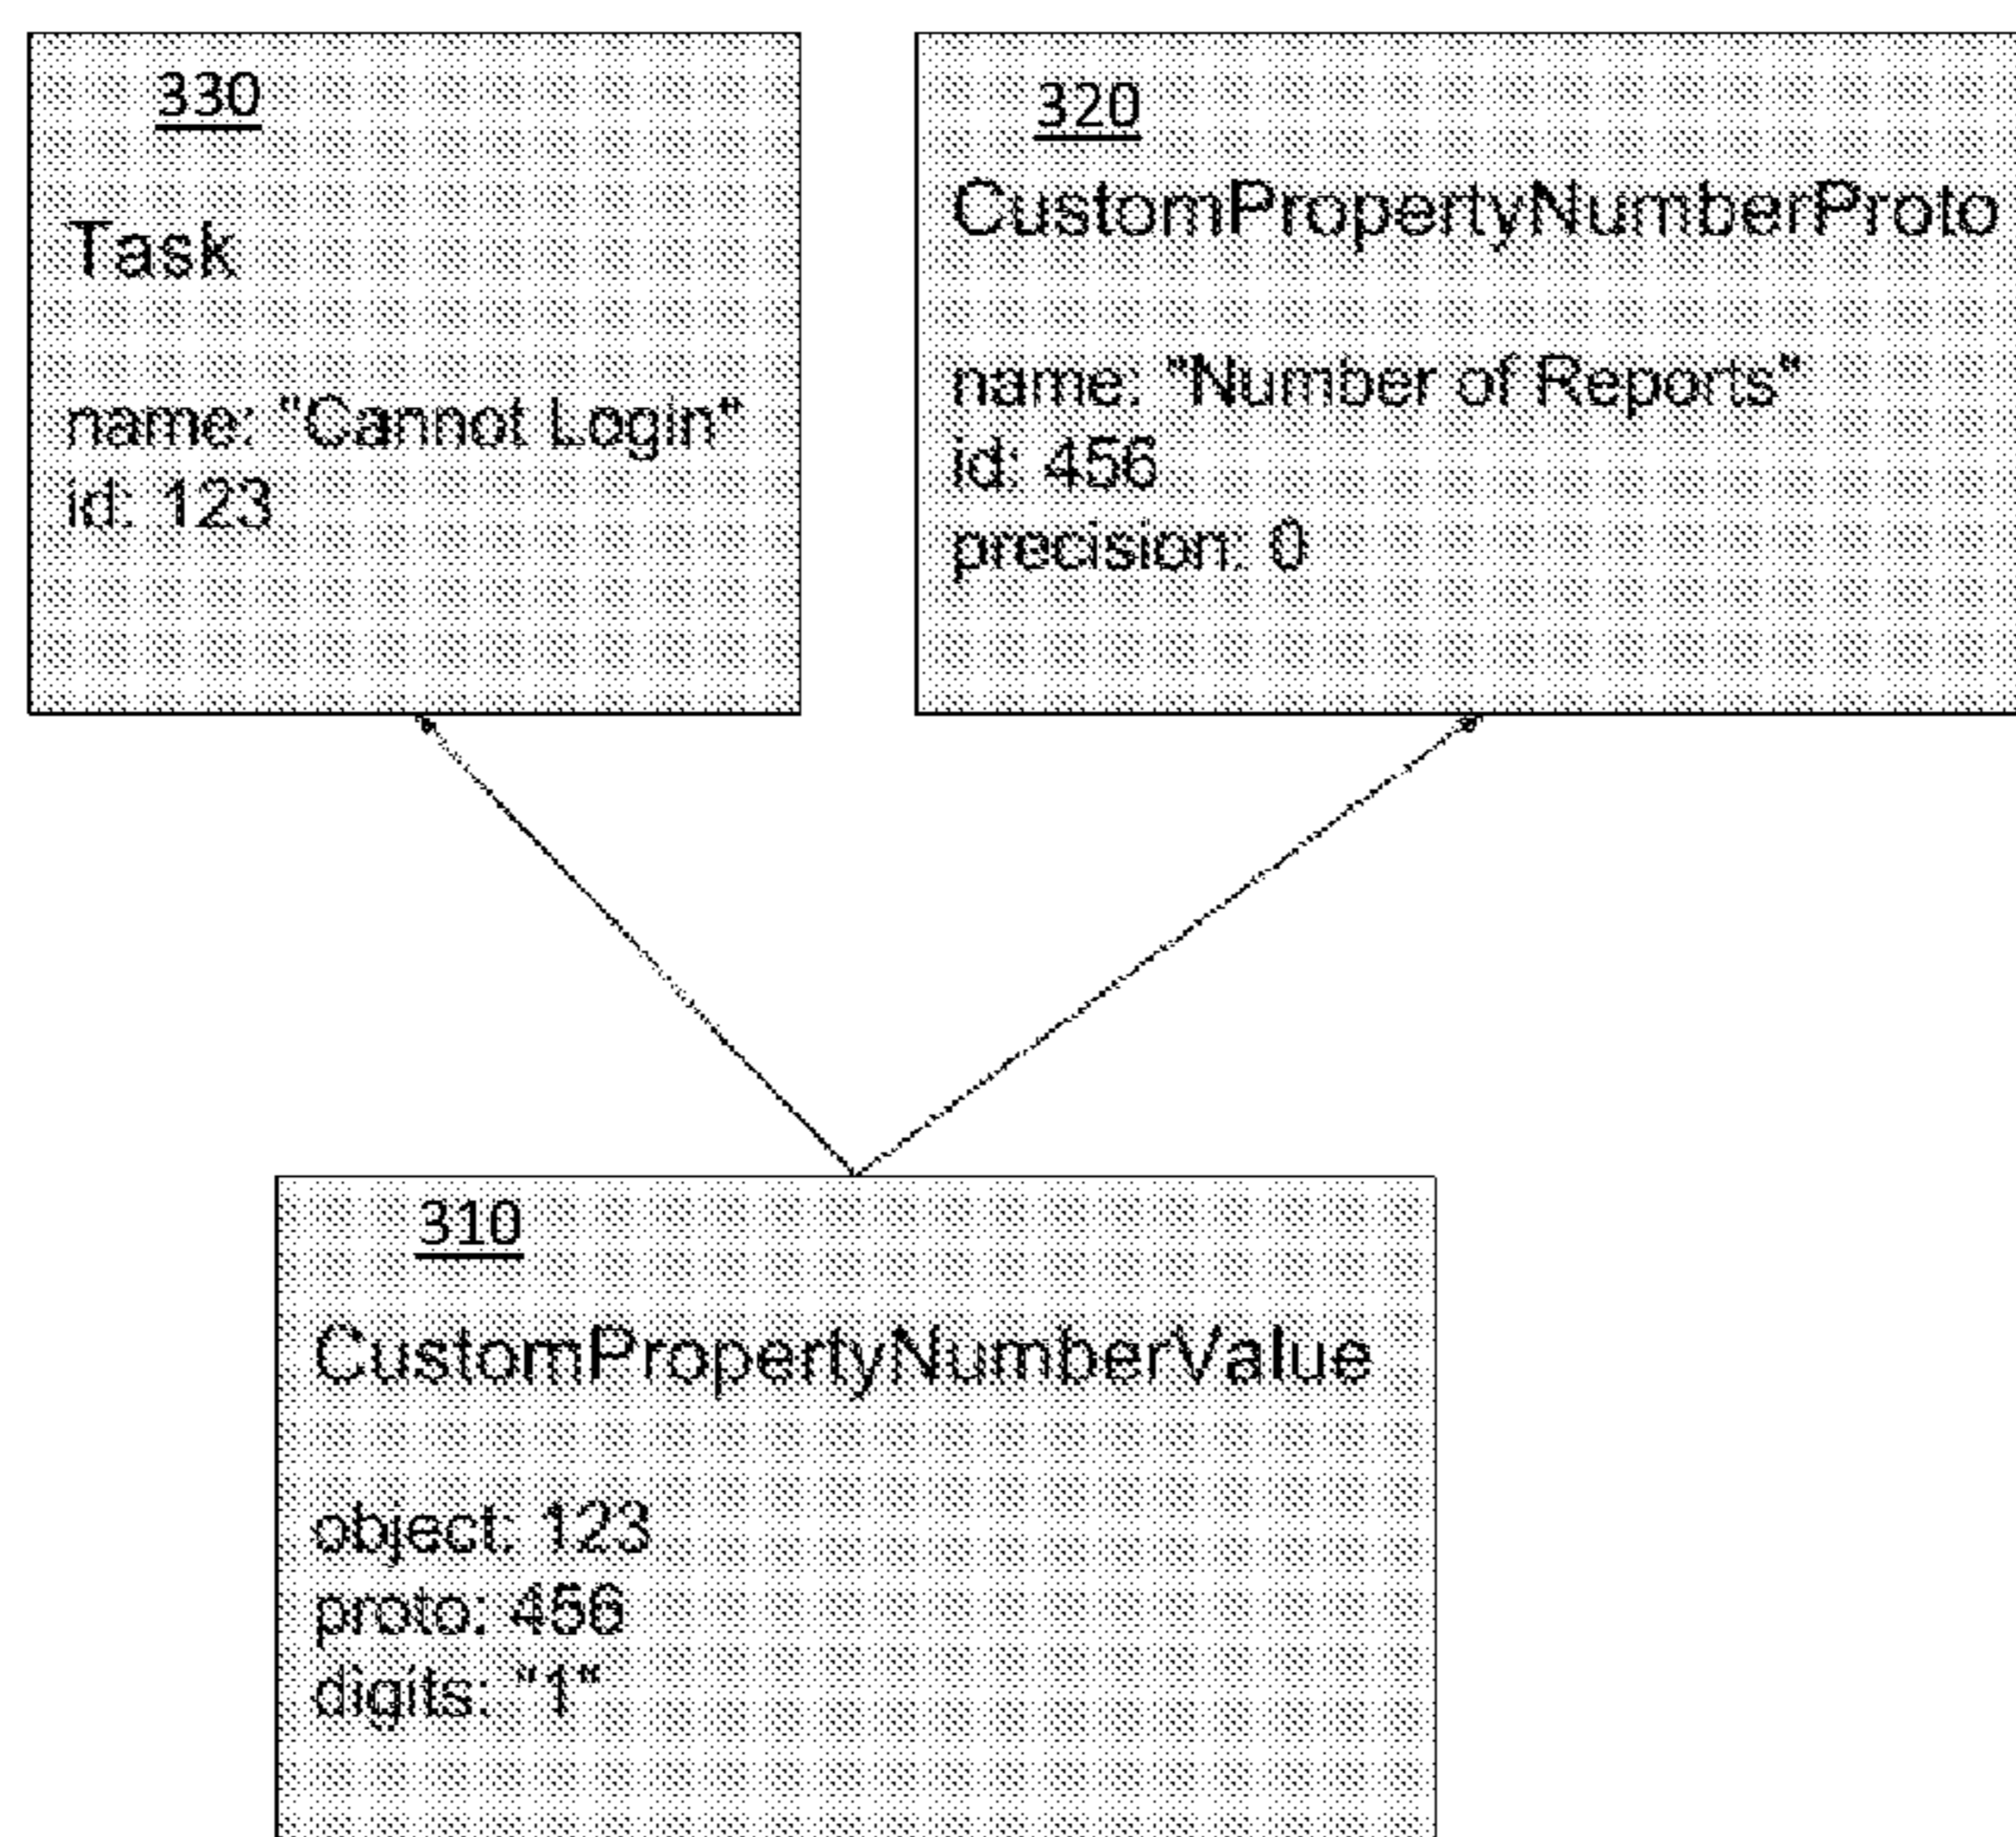 330
Task
name: "Cannot Login"
id: 123
320
CustomPropertyNumberProto
name: "Number of Reports"
id: 456
precision: 0
310
CustomPropertyNumberValue
object: 123
proto: 456
digits: "1"